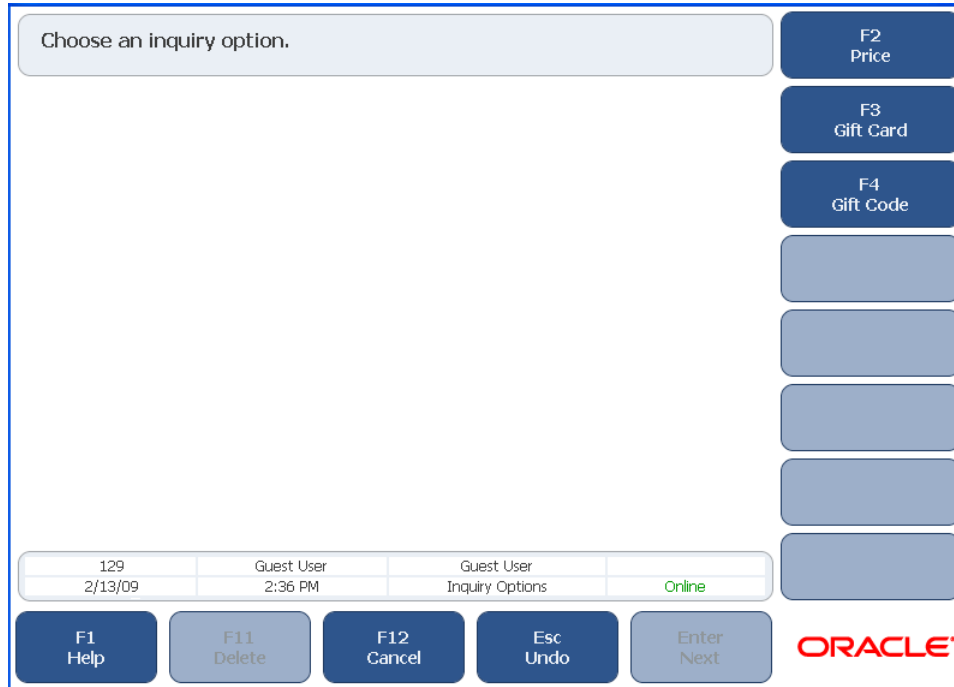 Choose an inquiry option.
F2
Price
F3
Gift Card
F4
Gift Code
129 Guest User Guest User
2/13/09 2:36 PM Inquiry Options Online
F1
Help
F11
Delete
F12
Cancel
Esc
Undo
Enter
Next
ORACLE